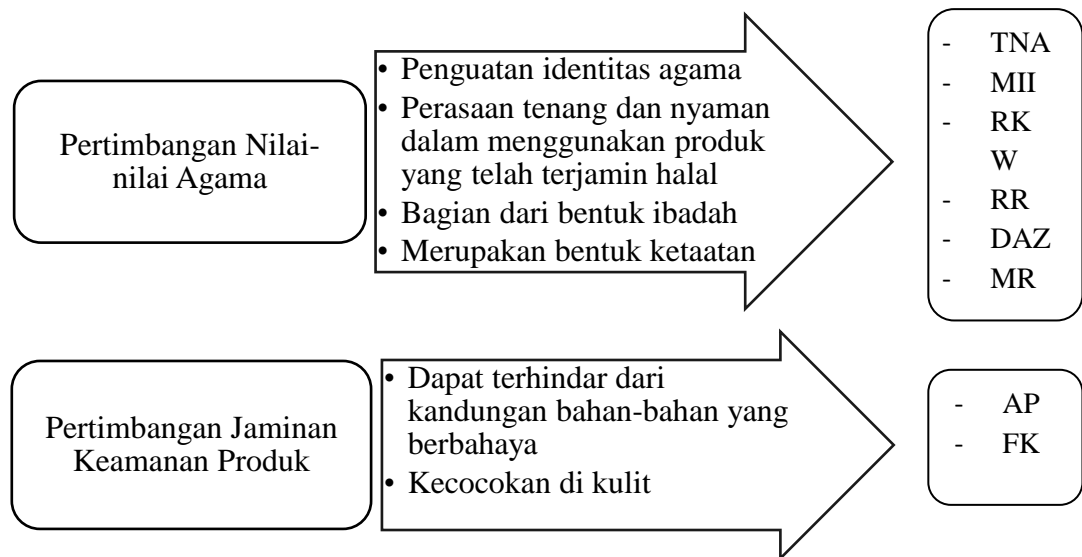 Pertimbangan Nilai-
nilai Agama
• Penguatan identitas agama
• Perasaan tenang dan nyaman
dalam menggunakan produk
yang telah terjamin halal
• Bagian dari bentuk ibadah
• Merupakan bentuk ketaatan
- TNA
- MII
- RK
W
- RR
- DAZ
- MR
Pertimbangan Jaminan
Keamanan Produk
• Dapat terhindar dari
kandungan bahan-bahan yang
berbahaya
• Kecocokan di kulit
- AP
- FK